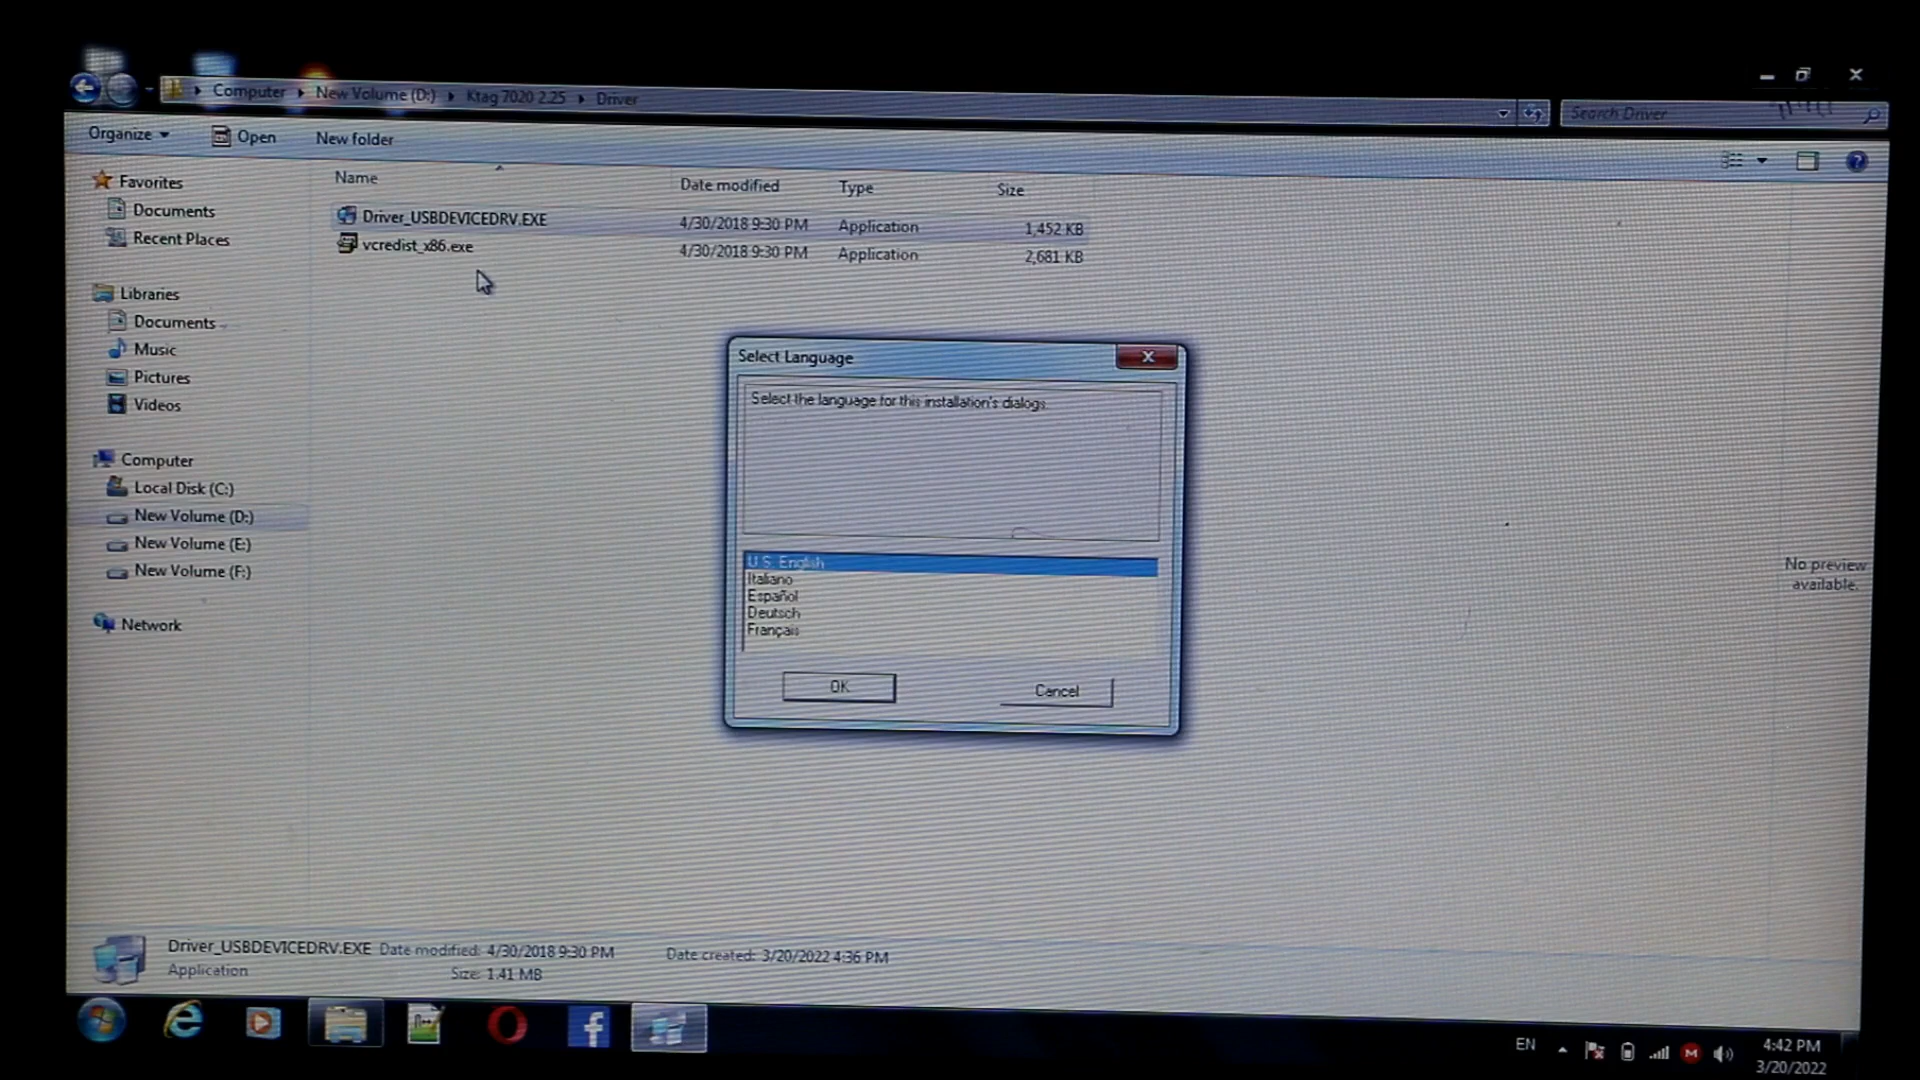 Computer ▸ New Volume (D:) ▸ Ktag 7020 2.25 ▸ Driver
Search Driver
Organize Open New folder
Name Date modified Type Size
Driver_USBDEVICEDRV.EXE 4/30/2018 9:30 PM Application 1,452 KB
vcredist_x86.exe 4/30/2018 9:30 PM Application 2,681 KB
Favorites
Documents
Recent Places
Libraries
Documents
Music
Pictures
Videos
Computer
Local Disk (C:)
New Volume (D:)
New Volume (E:)
New Volume (F:)
Network
Select Language
Select the language for this installation's dialogs.
U.S. English
Italiano
Español
Deutsch
Français
OK Cancel
No preview
available.
Driver_USBDEVICEDRV.EXE Date modified: 4/30/2018 9:30 PM Date created: 3/20/2022 4:36 PM
Application Size: 1.41 MB
EN
4:42 PM
3/20/2022